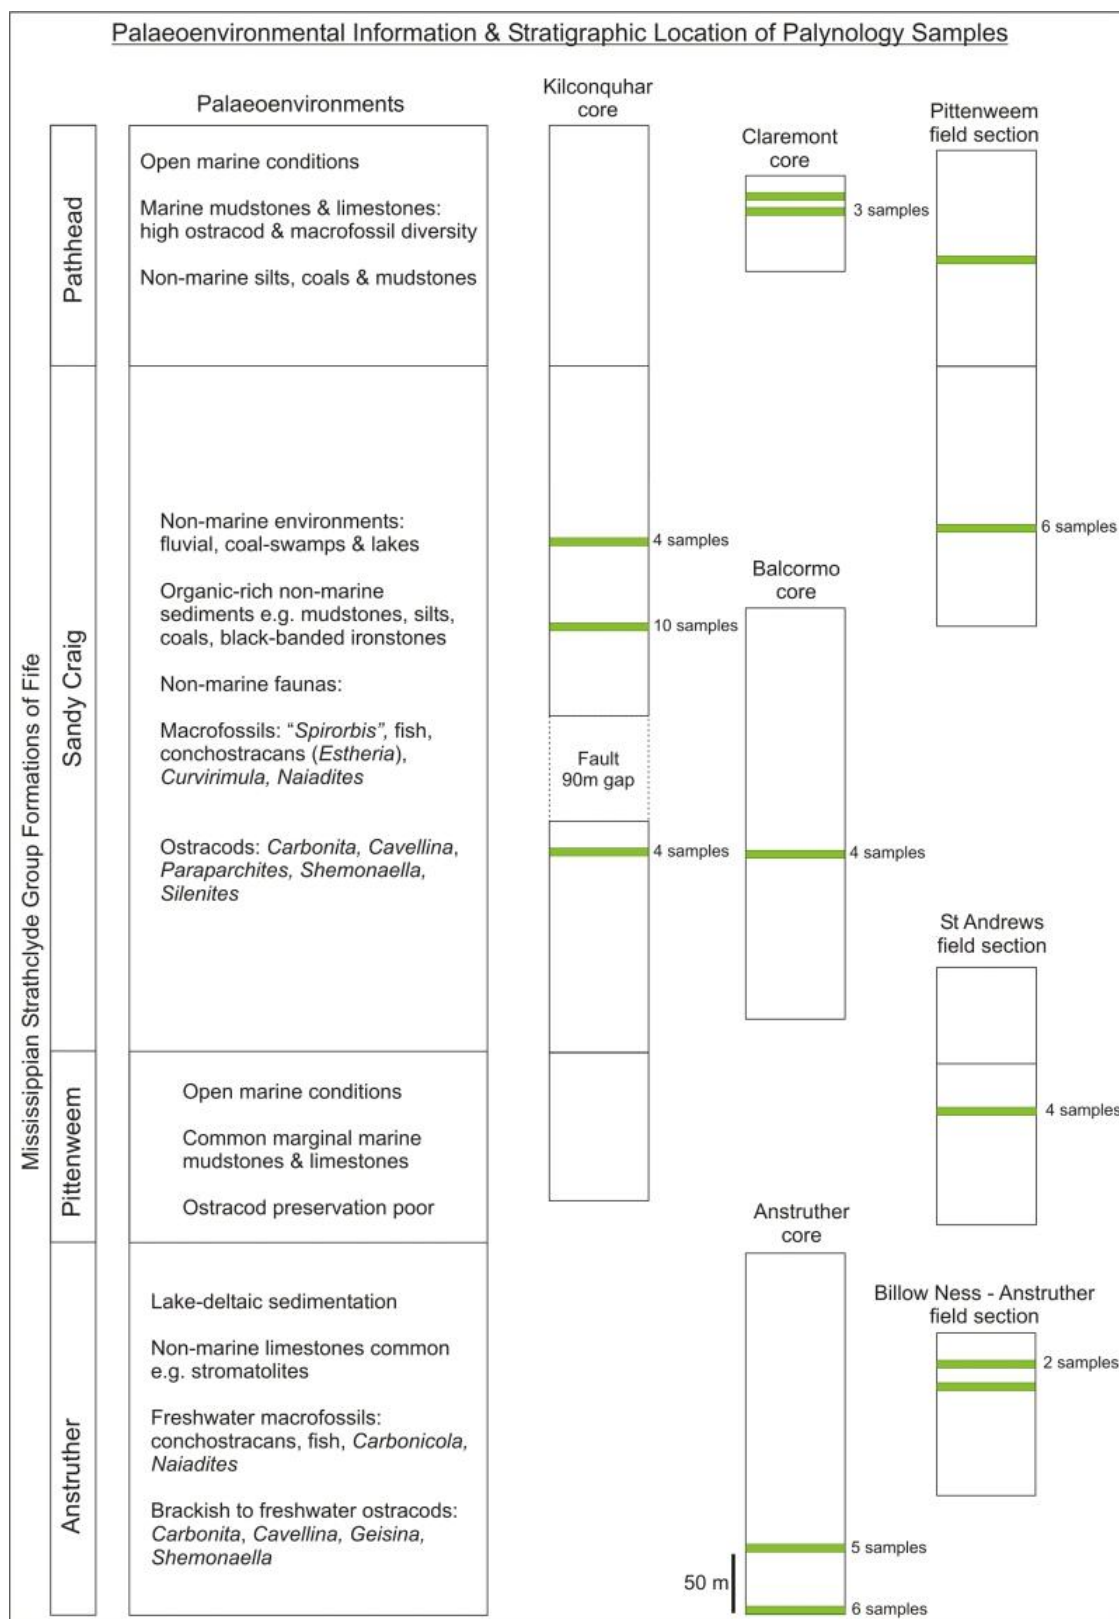 Palaeoenvironmental Information & Stratigraphic Location of Palynology Samples
Mississippian Strathclyde Group Formations of Fife
Pathhead
Sandy Craig
Pittenweem
Anstruther
Palaeoenvironments
Open marine conditions
Marine mudstones & limestones:
high ostracod & macrofossil diversity
Non-marine silts, coals & mudstones
Non-marine environments:
fluvial, coal-swamps & lakes
Organic-rich non-marine
sediments e.g. mudstones, silts,
coals, black-banded ironstones
Non-marine faunas:
Macrofossils: “Spirorbis”, fish,
conchostracans (Estheria),
Curvirimula, Naiadites
Ostracods: Carbonita, Cavellina,
Paraparchites, Shemonaella,
Silenites
Open marine conditions
Common marginal marine
mudstones & limestones
Ostracod preservation poor
Lake-deltaic sedimentation
Non-marine limestones common
e.g. stromatolites
Freshwater macrofossils:
conchostracans, fish, Carbonicola,
Naiadites
Brackish to freshwater ostracods:
Carbonita, Cavellina, Geisina,
Shemonaella
Kilconquhar
core
4 samples
10 samples
Fault
90m gap
4 samples
Claremont
core
3 samples
Balcormo
core
4 samples
Anstruther
core
5 samples
50 m
6 samples
Pittenweem
field section
6 samples
St Andrews
field section
4 samples
Billow Ness - Anstruther
field section
2 samples